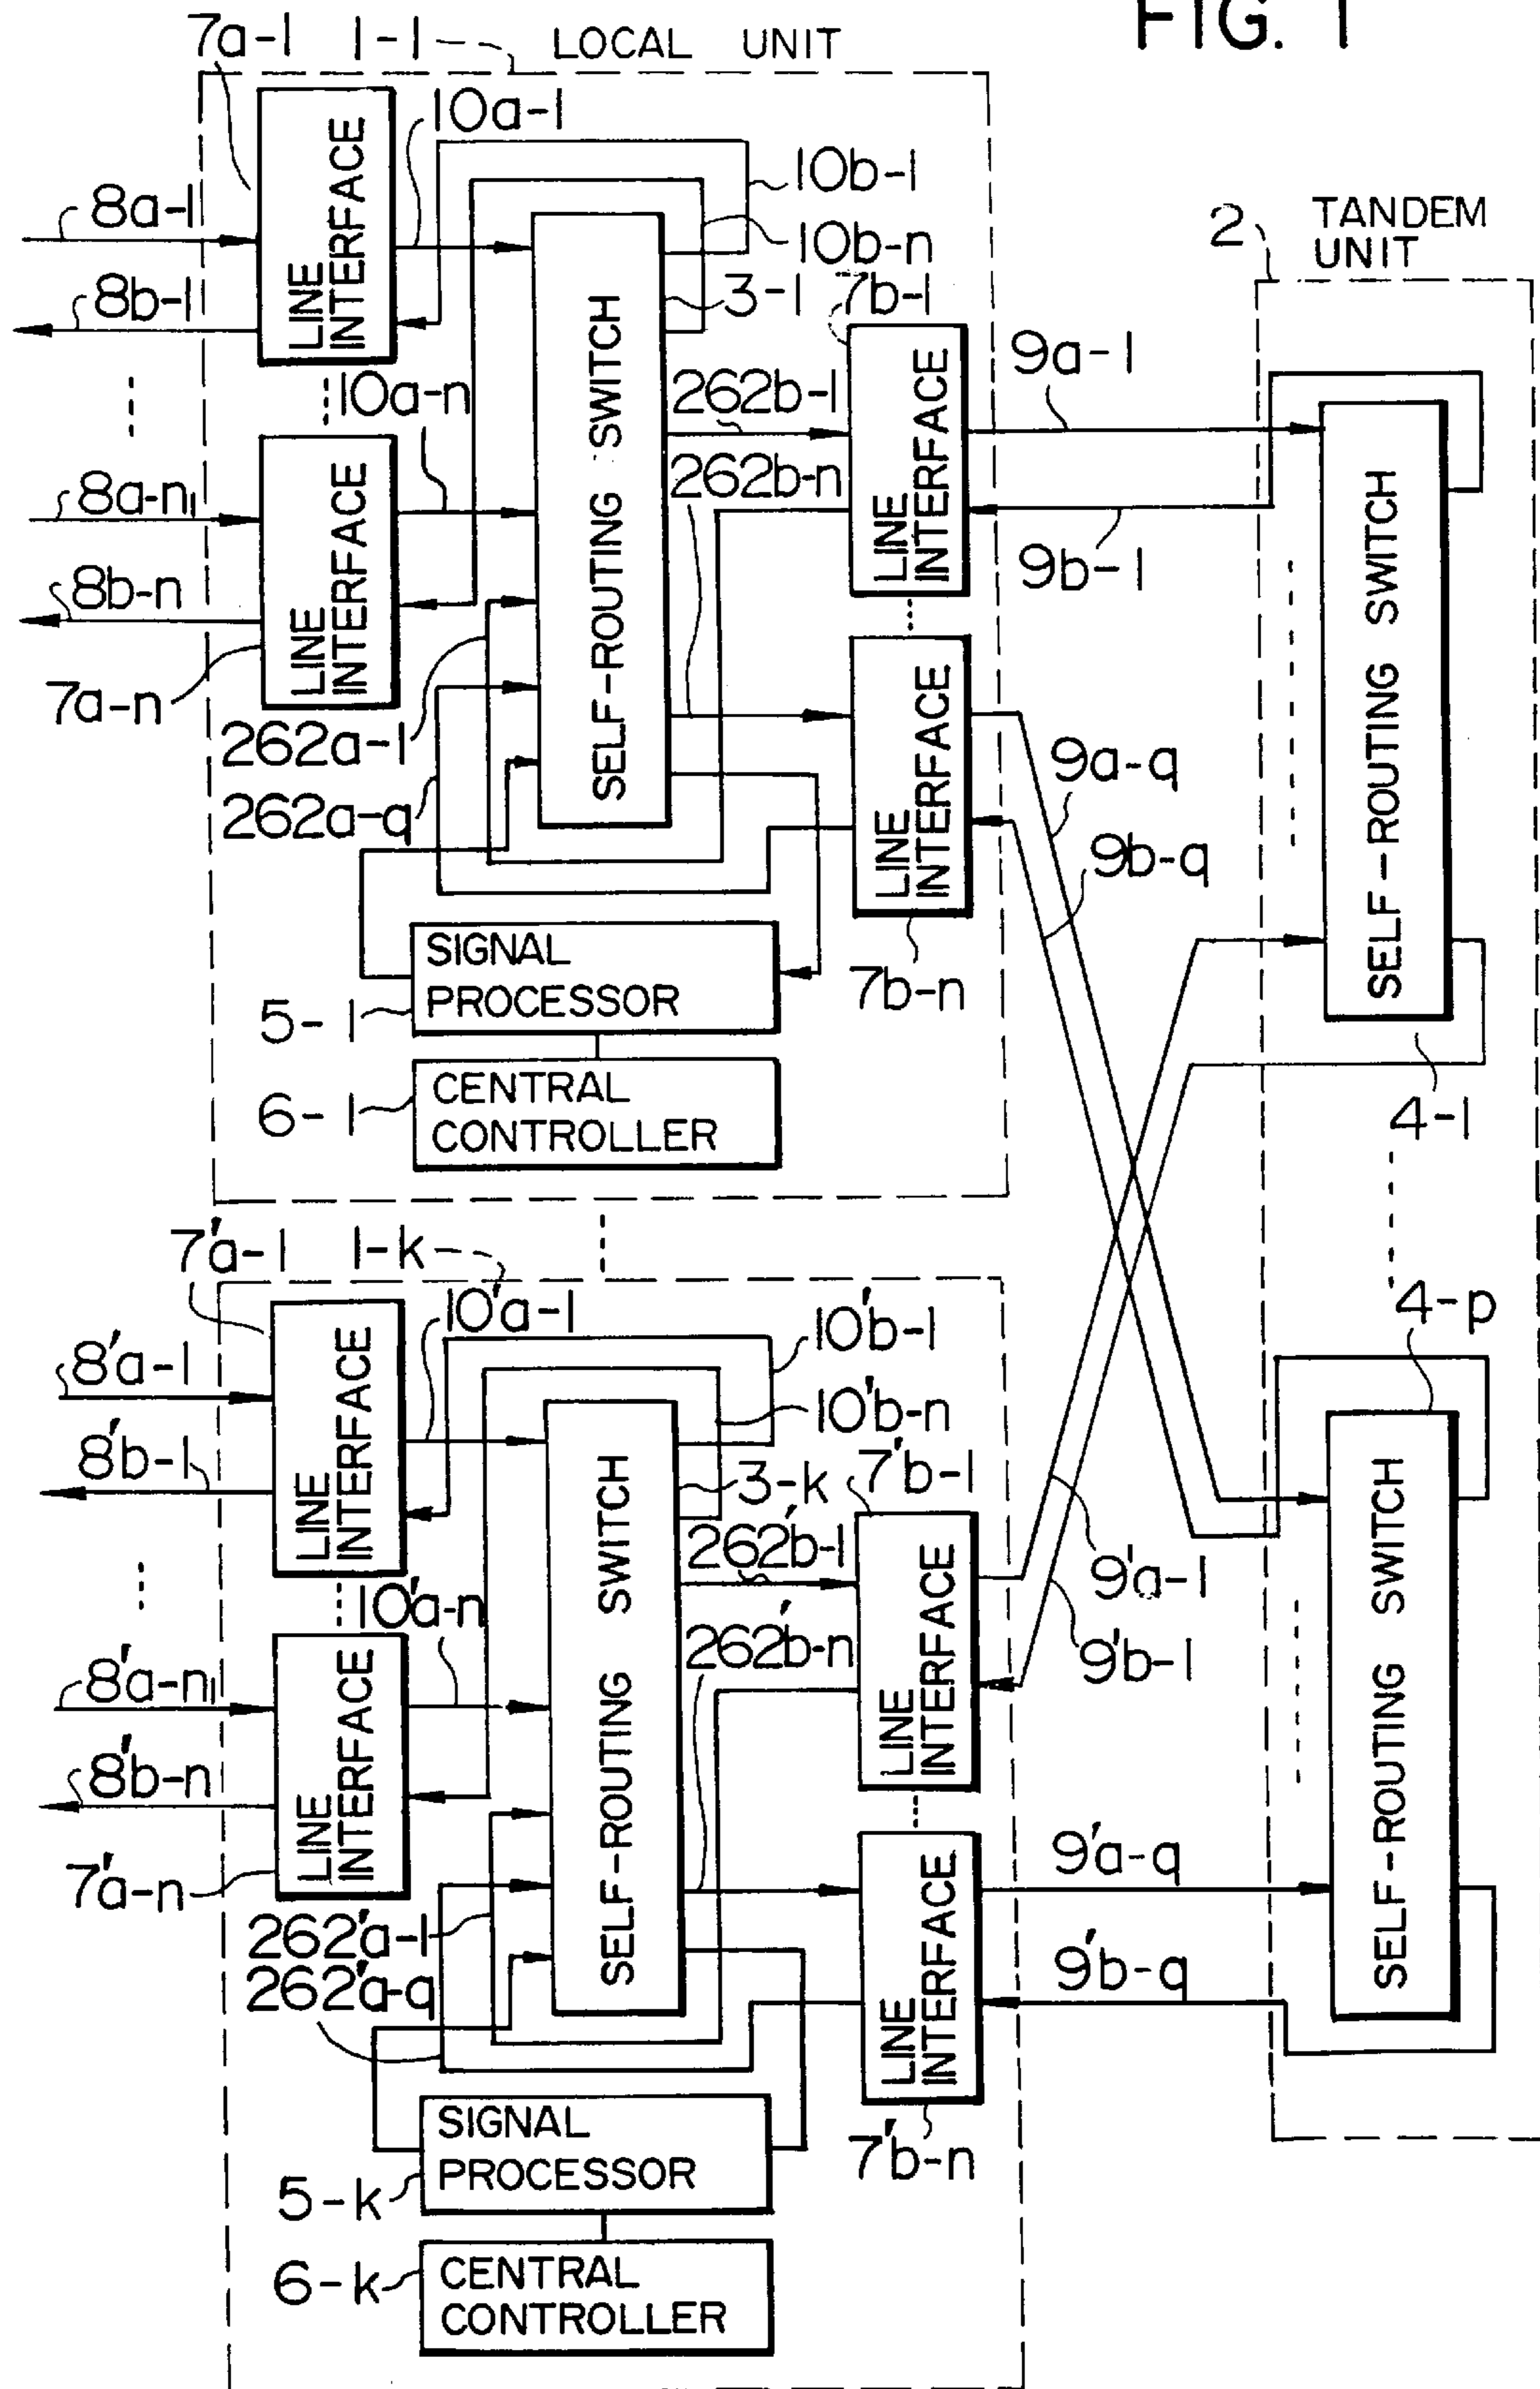 FIG. 1
7a-1
1-1
LOCAL UNIT
10a-1
10b-1
10b-n
8a-1
8b-1
LINE
INTERFACE
3-1
7b-1
2
TANDEM
UNIT
10a-n
262b-1
262b-n
9a-1
9b-1
LINE
INTERFACE
SELF-ROUTING SWITCH
SELF-ROUTING SWITCH
8a-n
8b-n
LINE
INTERFACE
7a-n
262a-1
262a-q
LINE
INTERFACE
9a-q
9b-q
7b-n
SIGNAL
PROCESSOR
5-1
CENTRAL
CONTROLLER
6-1
4-1
7'a-1
1-k
10'a-1
10'b-1
10'b-n
4-p
8'a-1
8'b-1
LINE
INTERFACE
3-k
7'b-1
262'b-1
10'a-n
262'b-n
LINE
INTERFACE
9'a-1
9'b-1
SELF-ROUTING SWITCH
SELF-ROUTING SWITCH
8'a-n
8'b-n
LINE
INTERFACE
7'a-n
262'a-1
262'a-q
LINE
INTERFACE
9'a-q
9'b-q
7'b-n
SIGNAL
PROCESSOR
5-k
CENTRAL
CONTROLLER
6-k